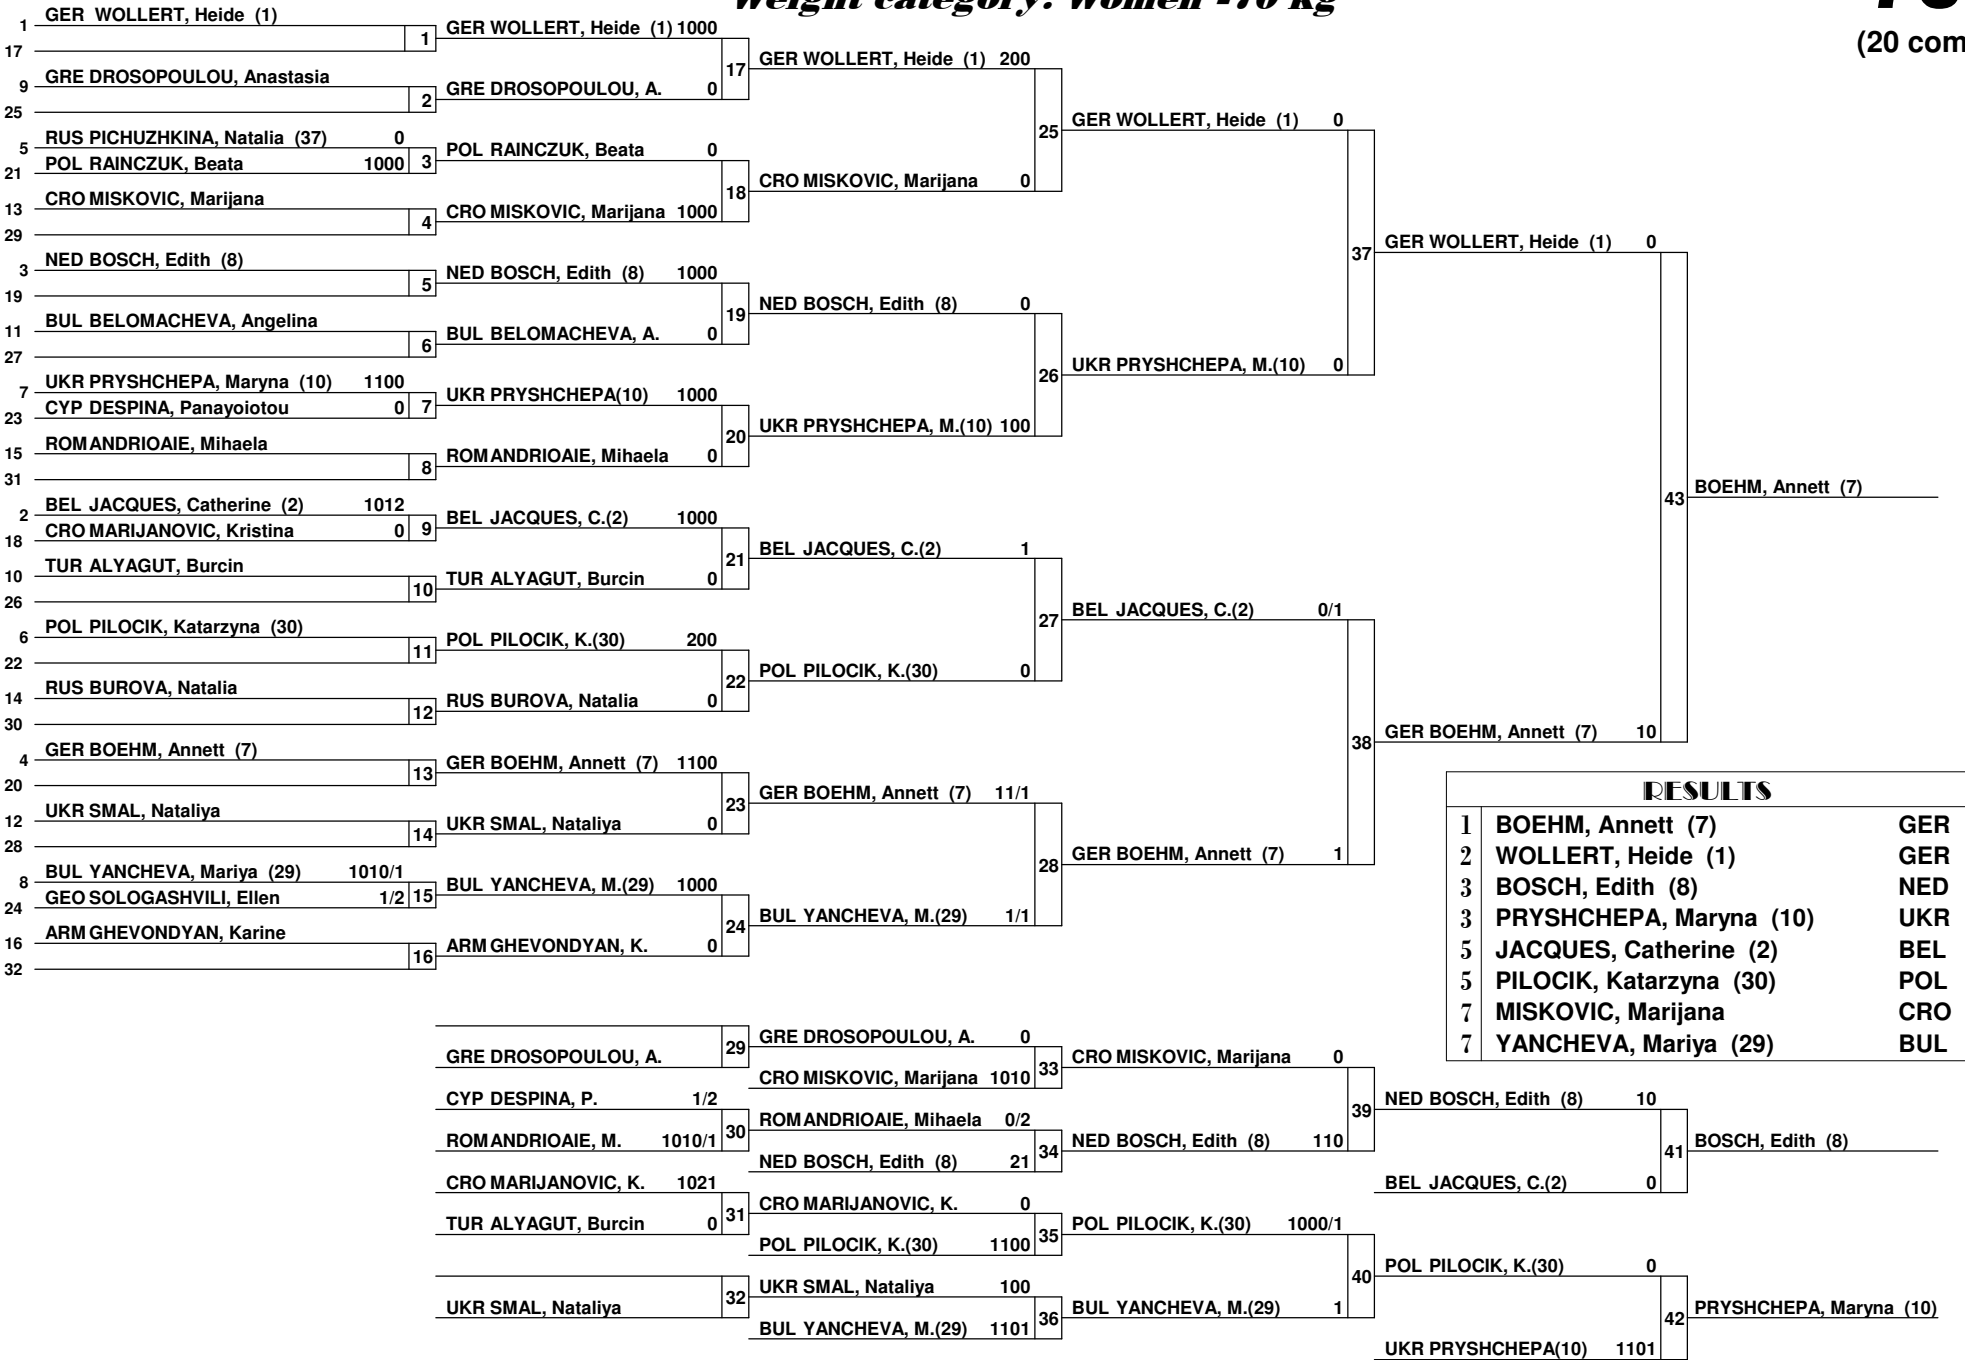 Weight category: Women -70 kg
(20 com
1 GER WOLLERT, Heide (1)
17
1
9 GRE DROSOPOULOU, Anastasia
25
2
5 RUS PICHUZHKINA, Natalia (37) 0
21 POL RAINCZUK, Beata 1000
3
13 CRO MISKOVIC, Marijana
29
4
3 NED BOSCH, Edith (8)
19
5
11 BUL BELOMACHEVA, Angelina
27
6
7 UKR PRYSHCHEPA, Maryna (10) 1100
23 CYP DESPINA, Panayoiotou 0
7
15 ROM ANDRIOAIE, Mihaela
31
8
2 BEL JACQUES, Catherine (2) 1012
18 CRO MARIJANOVIC, Kristina 0
9
10 TUR ALYAGUT, Burcin
26
10
6 POL PILOCIK, Katarzyna (30)
22
11
14 RUS BUROVA, Natalia
30
12
4 GER BOEHM, Annett (7)
20
13
12 UKR SMAL, Nataliya
28
14
8 BUL YANCHEVA, Mariya (29) 1010/1
24 GEO SOLOGASHVILI, Ellen 1/2
15
16 ARM GHEVONDYAN, Karine
32
16
GER WOLLERT, Heide (1) 1000
17
GRE DROSOPOULOU, A. 0
POL RAINCZUK, Beata 0
18
CRO MISKOVIC, Marijana 1000
NED BOSCH, Edith (8) 1000
19
BUL BELOMACHEVA, A. 0
UKR PRYSHCHEPA(10) 1000
20
ROM ANDRIOAIE, Mihaela 0
BEL JACQUES, C.(2) 1000
21
TUR ALYAGUT, Burcin 0
POL PILOCIK, K.(30) 200
22
RUS BUROVA, Natalia 0
GER BOEHM, Annett (7) 1100
23
UKR SMAL, Nataliya 0
BUL YANCHEVA, M.(29) 1000
24
ARM GHEVONDYAN, K. 0
GER WOLLERT, Heide (1) 200
25
CRO MISKOVIC, Marijana 0
NED BOSCH, Edith (8) 0
26
UKR PRYSHCHEPA, M.(10) 100
BEL JACQUES, C.(2) 1
27
POL PILOCIK, K.(30) 0
GER BOEHM, Annett (7) 11/1
28
BUL YANCHEVA, M.(29) 1/1
GER WOLLERT, Heide (1) 0
37
UKR PRYSHCHEPA, M.(10) 0
BEL JACQUES, C.(2) 0/1
38
GER BOEHM, Annett (7) 1
GER WOLLERT, Heide (1) 0
43
GER BOEHM, Annett (7) 10
BOEHM, Annett (7)
RESULTS
1 BOEHM, Annett (7) GER
2 WOLLERT, Heide (1) GER
3 BOSCH, Edith (8) NED
3 PRYSHCHEPA, Maryna (10) UKR
5 JACQUES, Catherine (2) BEL
5 PILOCIK, Katarzyna (30) POL
7 MISKOVIC, Marijana CRO
7 YANCHEVA, Mariya (29) BUL
29
GRE DROSOPOULOU, A.
CYP DESPINA, P. 1/2
30
ROM ANDRIOAIE, M. 1010/1
CRO MARIJANOVIC, K. 1021
31
TUR ALYAGUT, Burcin 0
32
UKR SMAL, Nataliya
GRE DROSOPOULOU, A. 0
33
CRO MISKOVIC, Marijana 1010
ROM ANDRIOAIE, Mihaela 0/2
34
NED BOSCH, Edith (8) 21
CRO MARIJANOVIC, K. 0
35
POL PILOCIK, K.(30) 1100
UKR SMAL, Nataliya 100
36
BUL YANCHEVA, M.(29) 1101
CRO MISKOVIC, Marijana 0
39
NED BOSCH, Edith (8) 110
POL PILOCIK, K.(30) 1000/1
40
BUL YANCHEVA, M.(29) 1
NED BOSCH, Edith (8) 10
41
BEL JACQUES, C.(2) 0
BOSCH, Edith (8)
POL PILOCIK, K.(30) 0
42
UKR PRYSHCHEPA(10) 1101
PRYSHCHEPA, Maryna (10)